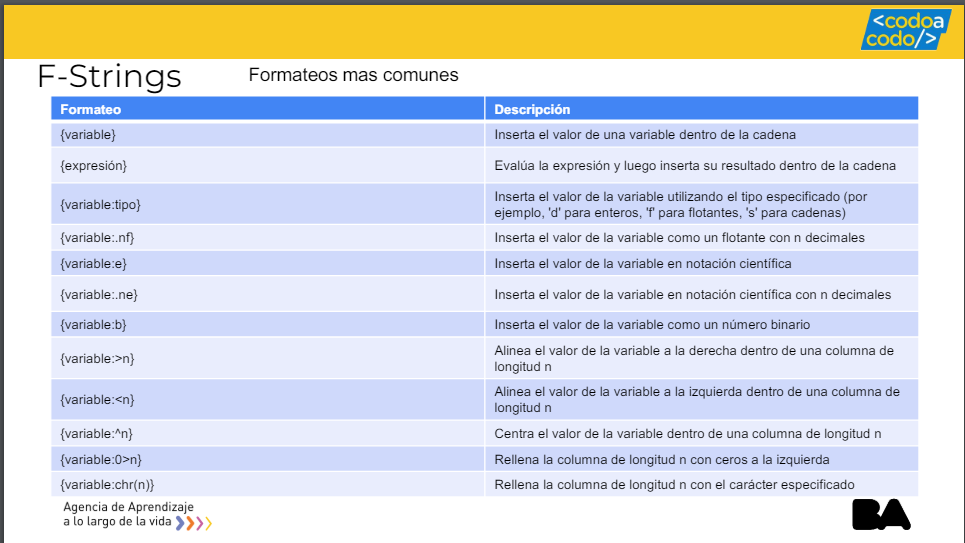 <codoa
codo/>
F-Strings
Formateos mas comunes
Formateo Descripción
{variable} Inserta el valor de una variable dentro de la cadena
{expresión} Evalúa la expresión y luego inserta su resultado dentro de la cadena
{variable:tipo} Inserta el valor de la variable utilizando el tipo especificado (por
ejemplo, 'd' para enteros, 'f' para flotantes, 's' para cadenas)
{variable:.nf} Inserta el valor de la variable como un flotante con n decimales
{variable:e} Inserta el valor de la variable en notación científica
{variable:.ne} Inserta el valor de la variable en notación científica con n decimales
{variable:b} Inserta el valor de la variable como un número binario
{variable:>n} Alinea el valor de la variable a la derecha dentro de una columna de
longitud n
{variable:<n} Alinea el valor de la variable a la izquierda dentro de una columna de
longitud n
{variable:^n} Centra el valor de la variable dentro de una columna de longitud n
{variable:0>n} Rellena la columna de longitud n con ceros a la izquierda
{variable:chr(n)} Rellena la columna de longitud n con el carácter especificado
Agencia de Aprendizaje
a lo largo de la vida
BA